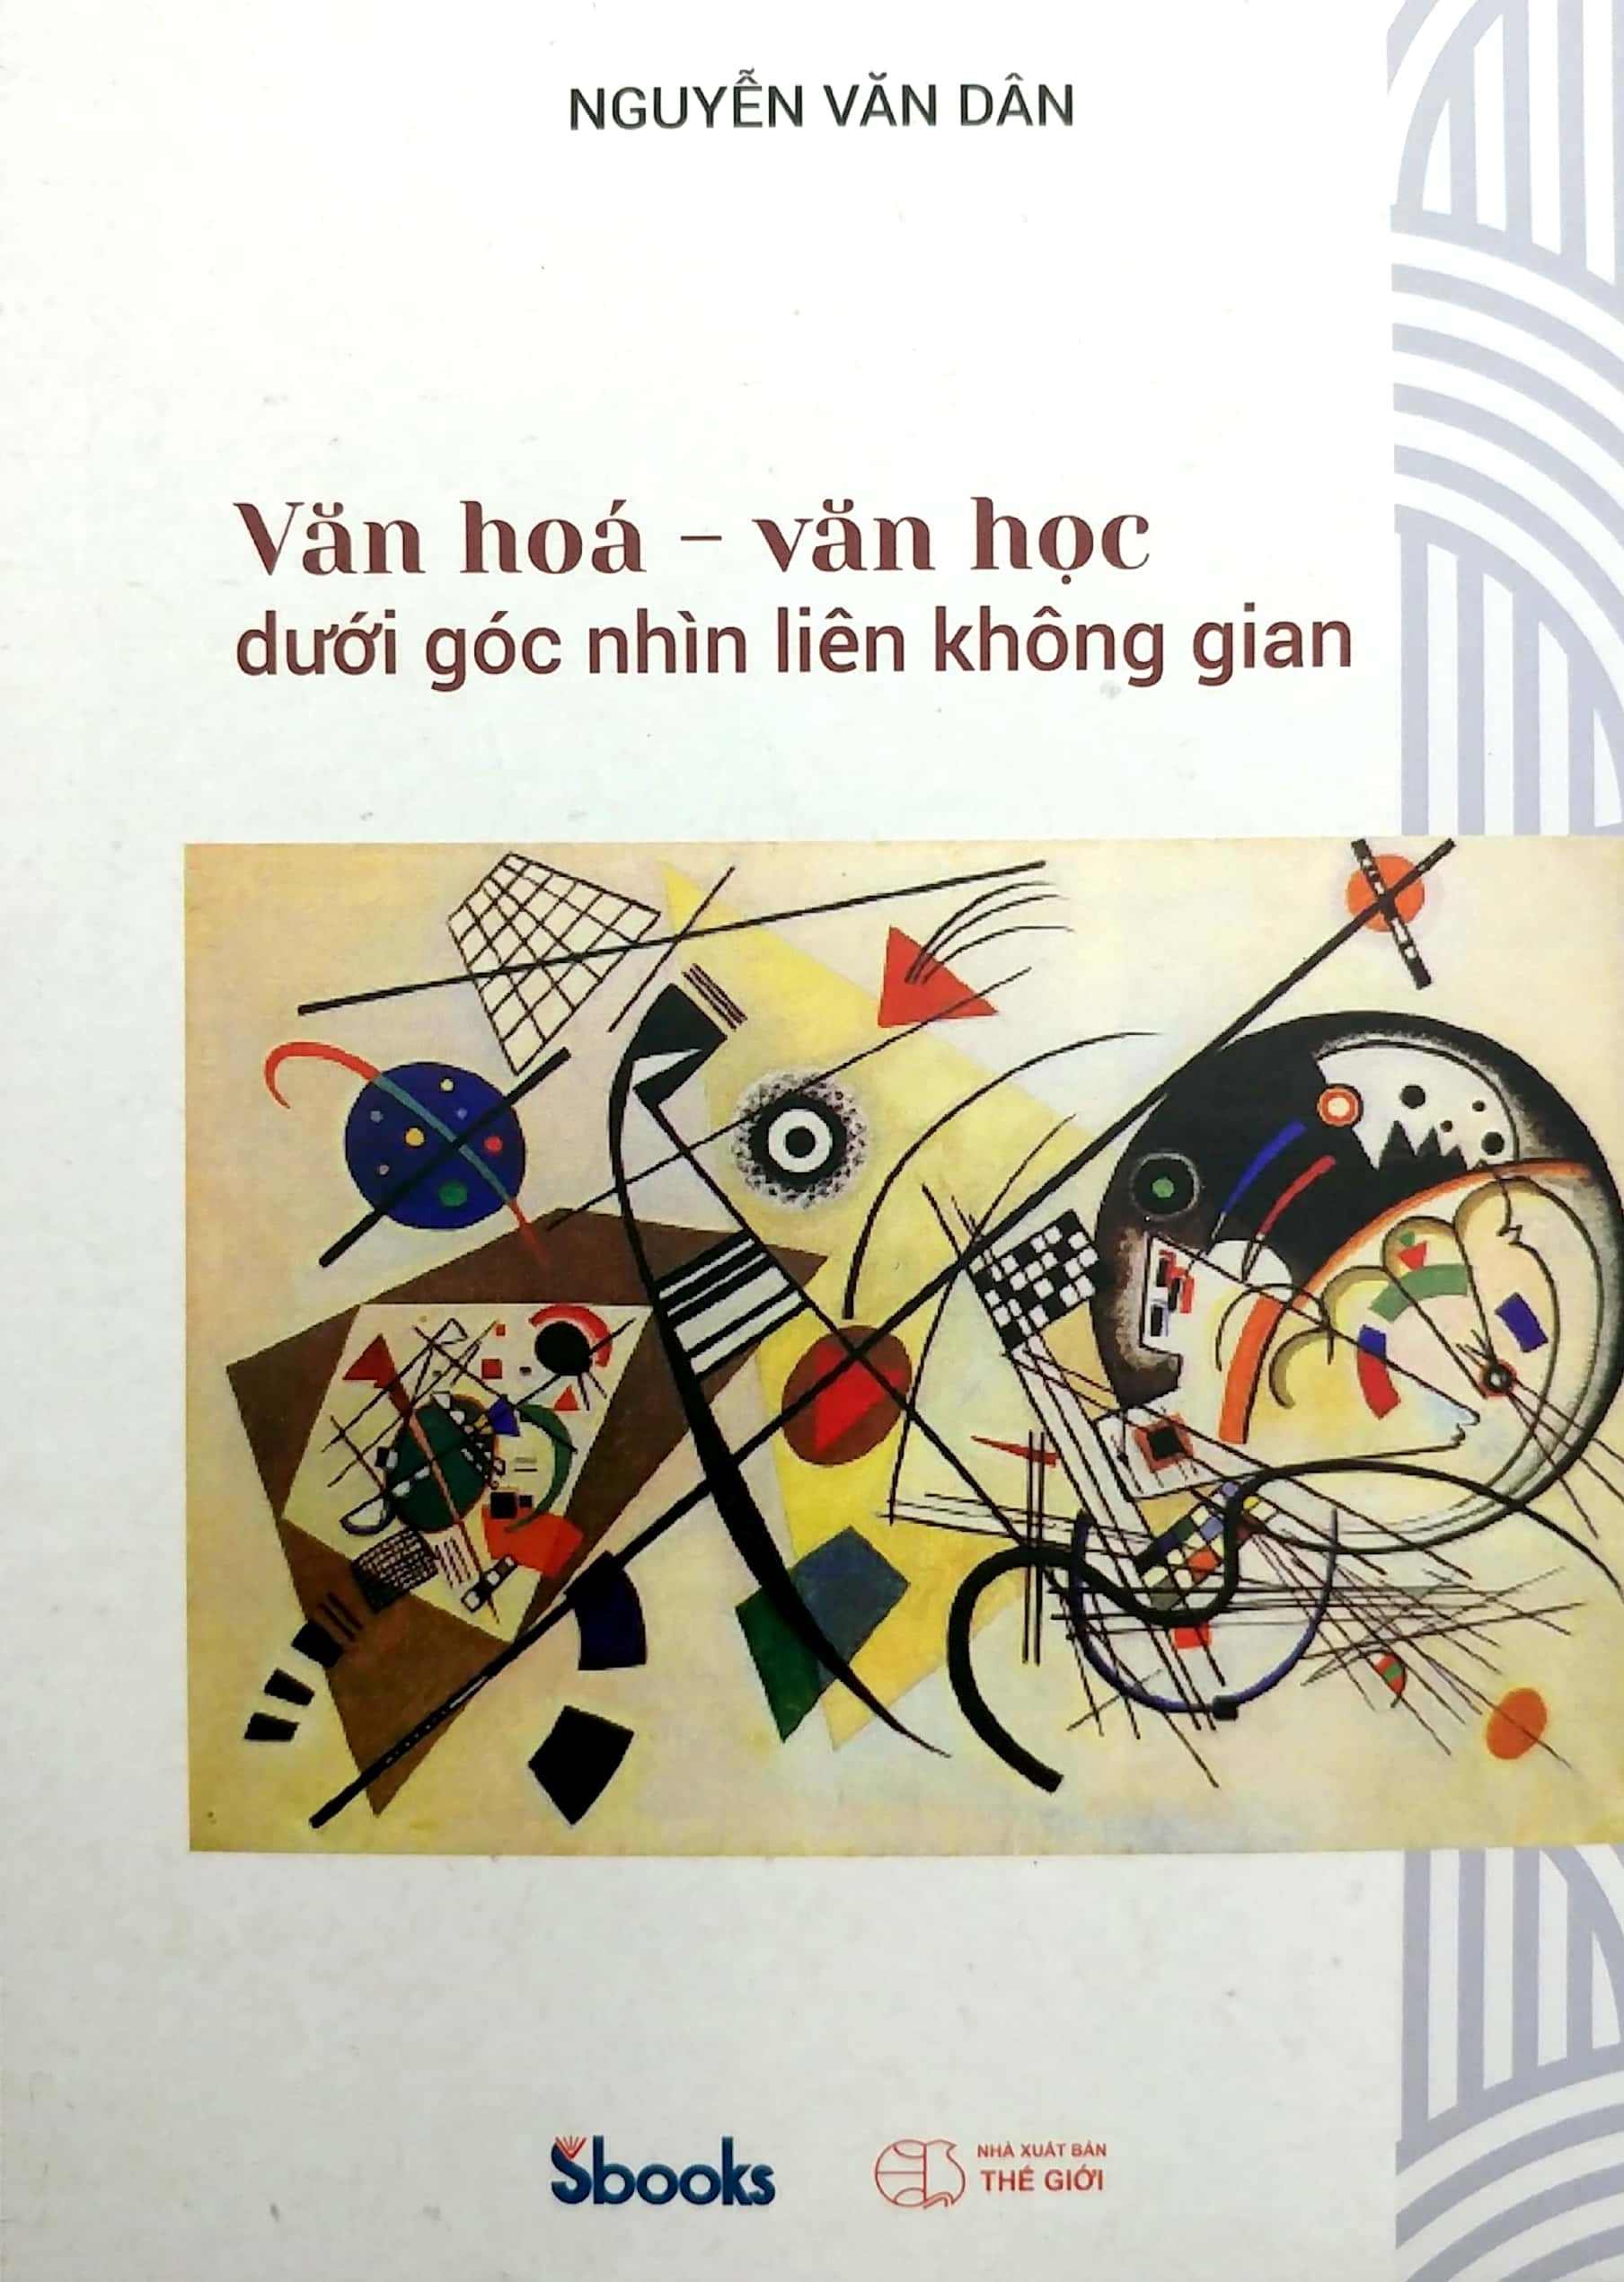 NGUYỄN VĂN DÂN
Văn hoá – văn học
dưới góc nhìn liên không gian
Sbooks
NHÀ XUẤT BẢN
THẾ GIỚI